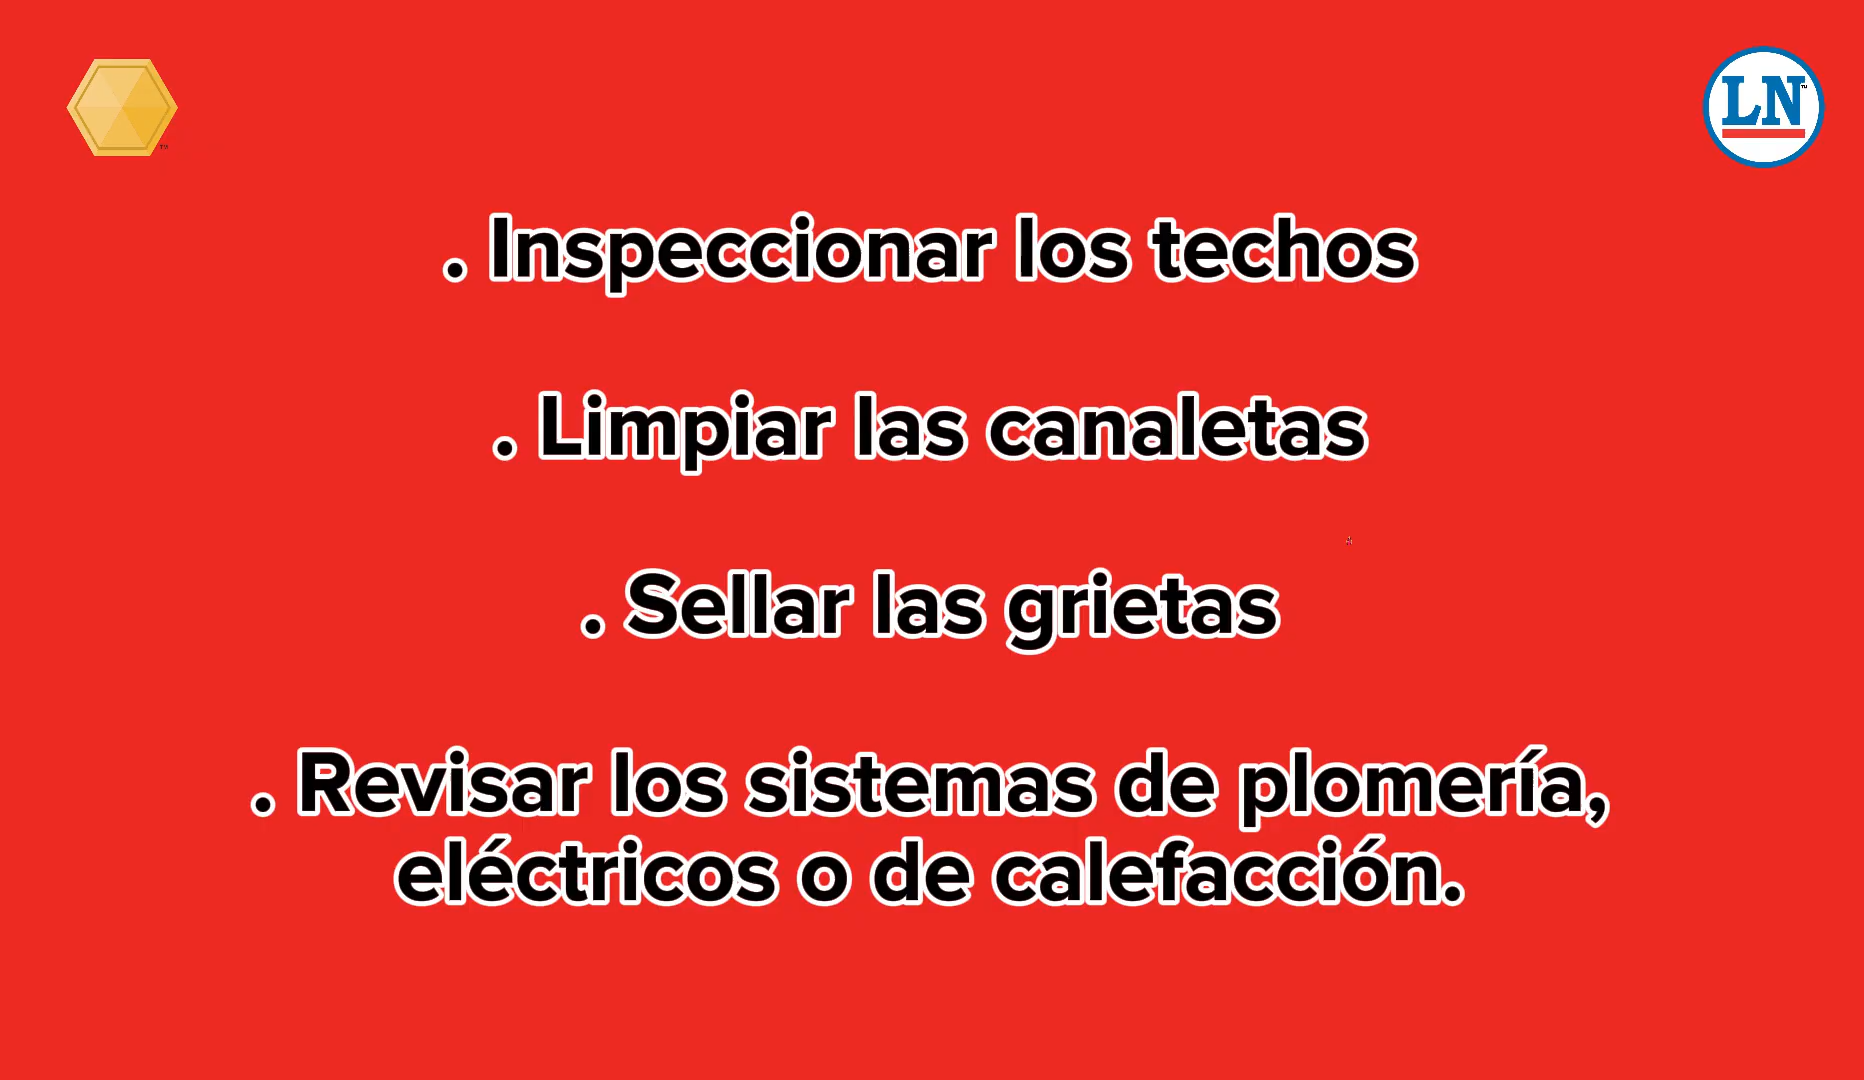 LN
. Inspeccionar los techos
. Limpiar las canaletas
. Sellar las grietas
. Revisar los sistemas de plomería,
eléctricos o de calefacción.